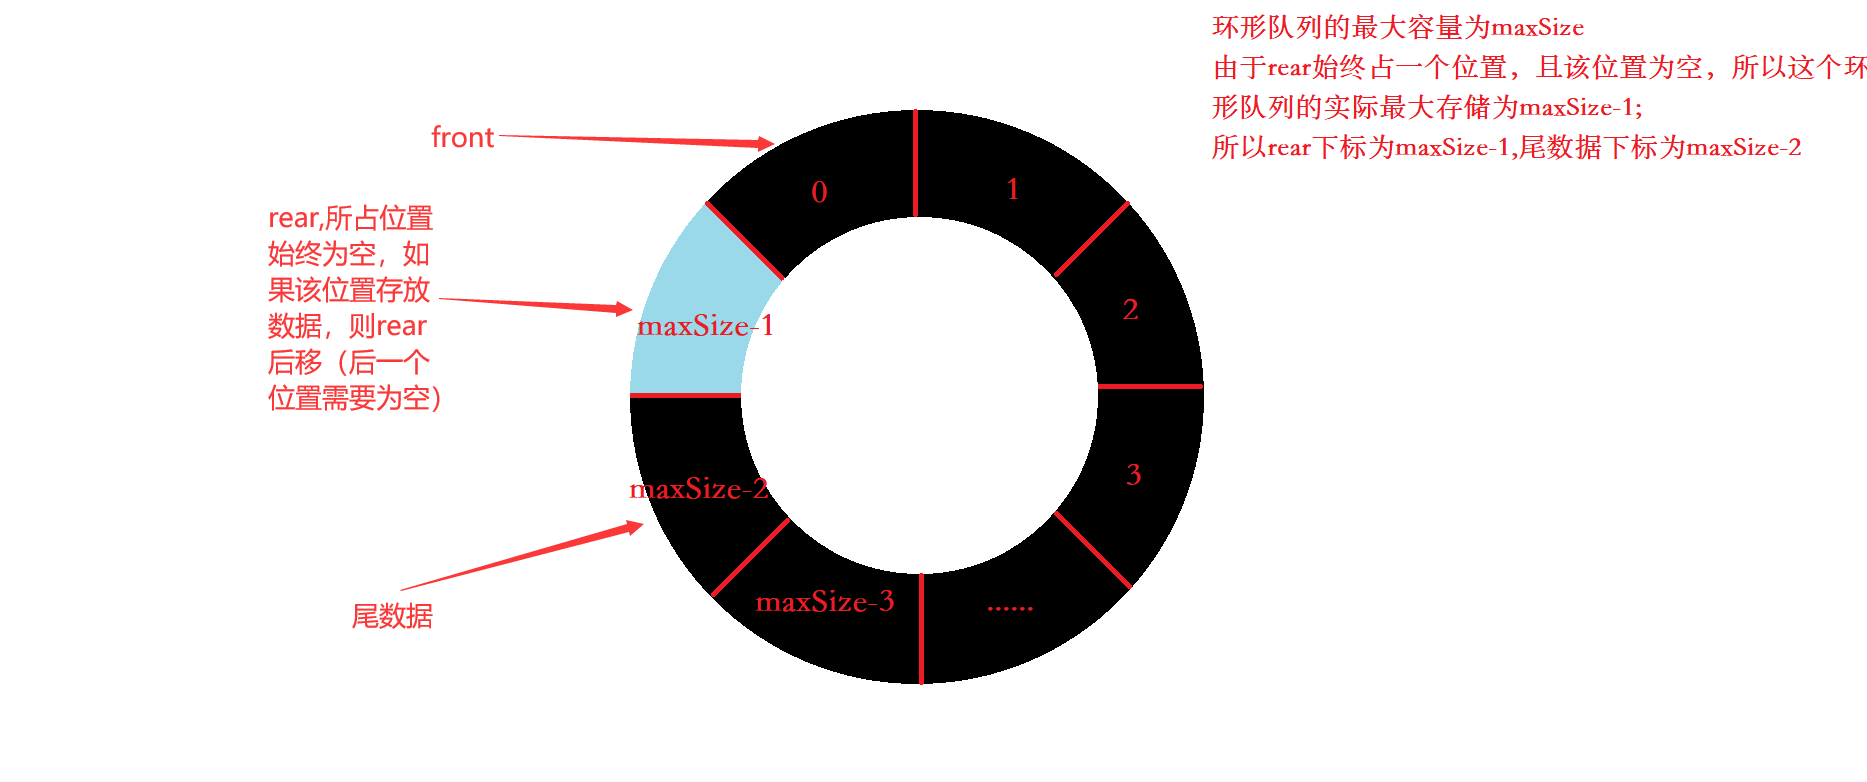 环形队列的最大容量为maxSize
由于rear始终占一个位置，且该位置为空，所以这个环
形队列的实际最大存储为maxSize-1;
所以rear下标为maxSize-1,尾数据下标为maxSize-2
front
rear,所占位置
始终为空，如
果该位置存放
数据，则rear
后移（后一个
位置需要为空）
尾数据
0
1
2
3
......
maxSize-3
maxSize-2
maxSize-1